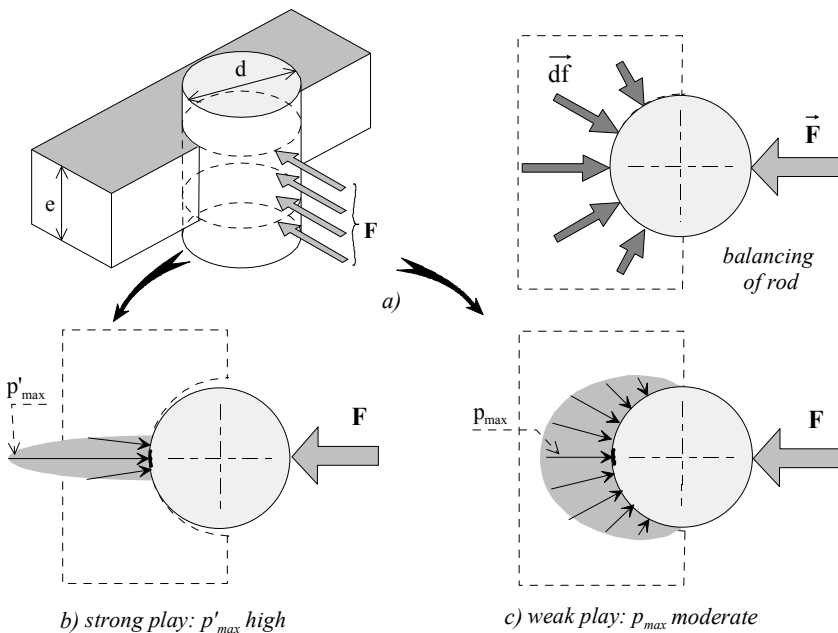 d
e
F
a)
df
F
balancing
of rod
p'max
F
b) strong play: p'max high
pmax
F
c) weak play: pmax moderate